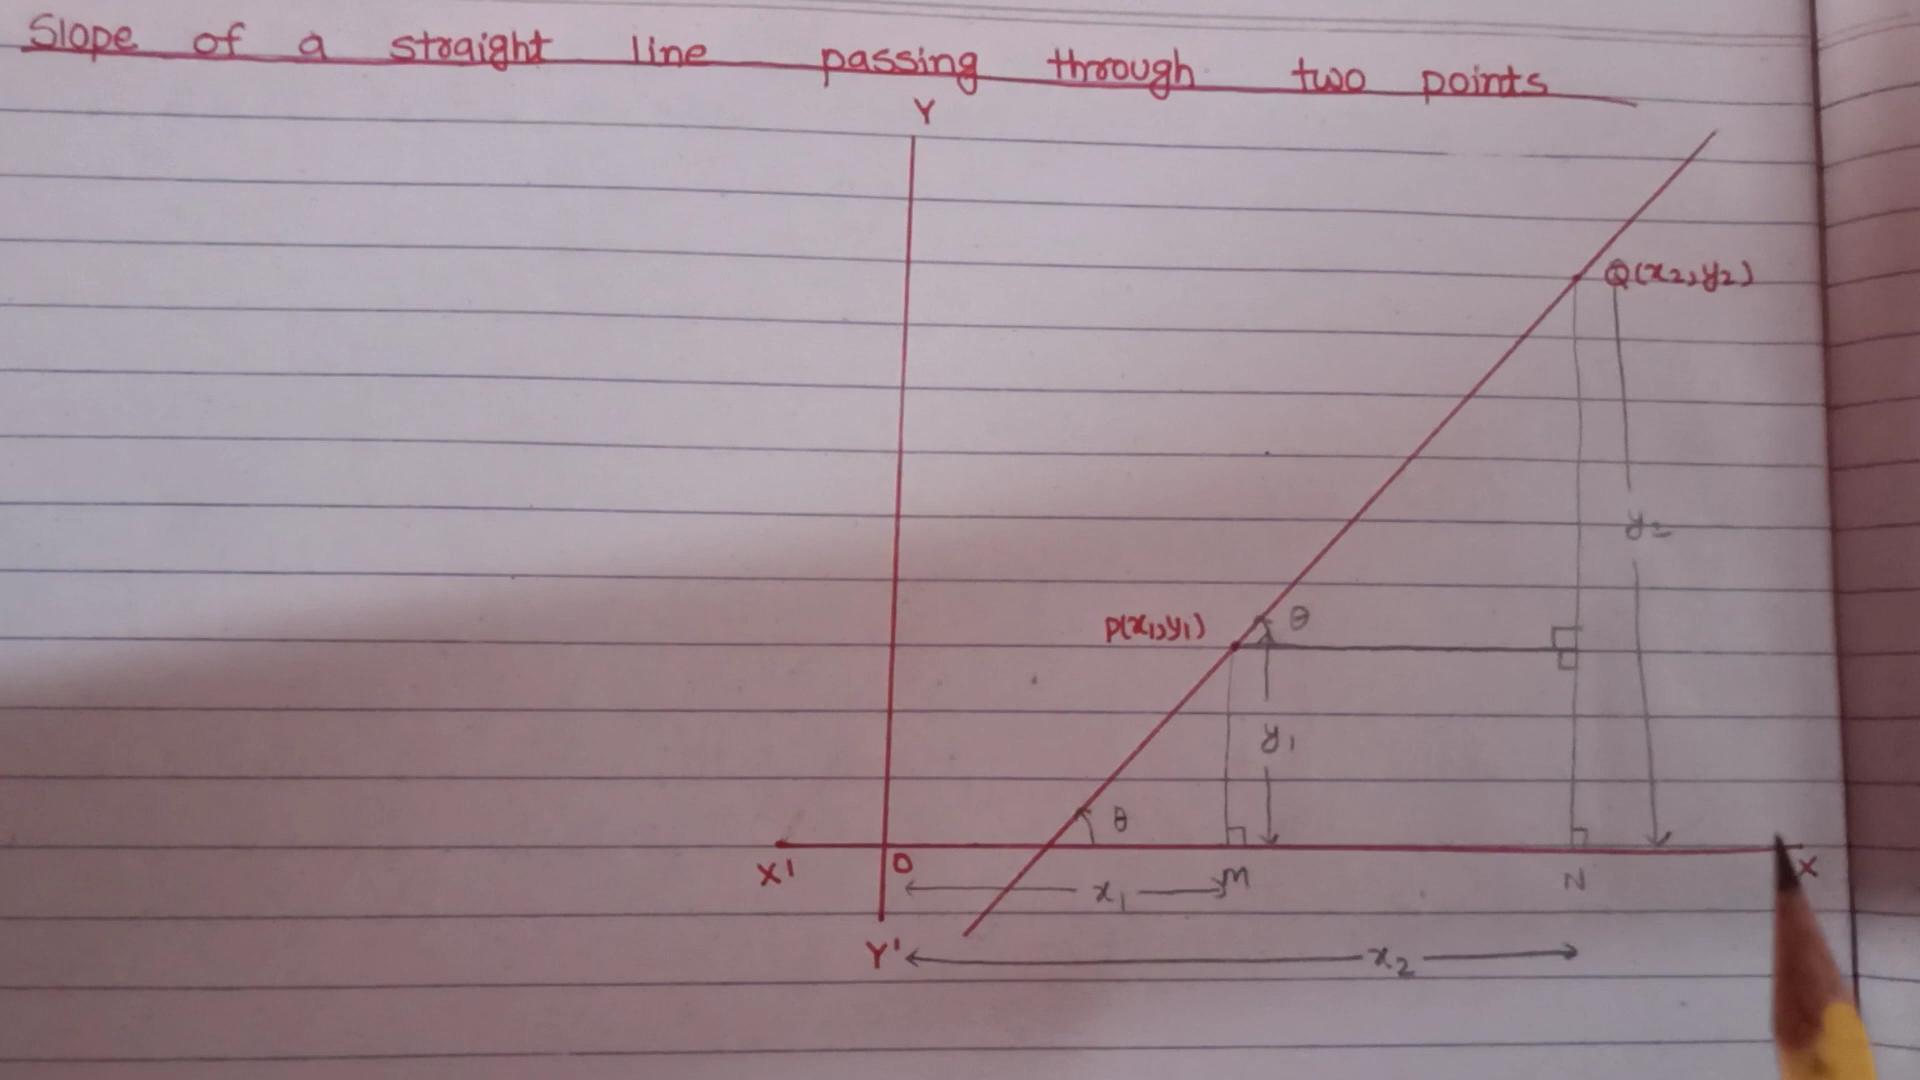 Slope of a straight line passing through two points
Y
Q(x2,y2)
y2
P(x1,y1) θ
y1
θ
X' O M N X
x1
Y' x2